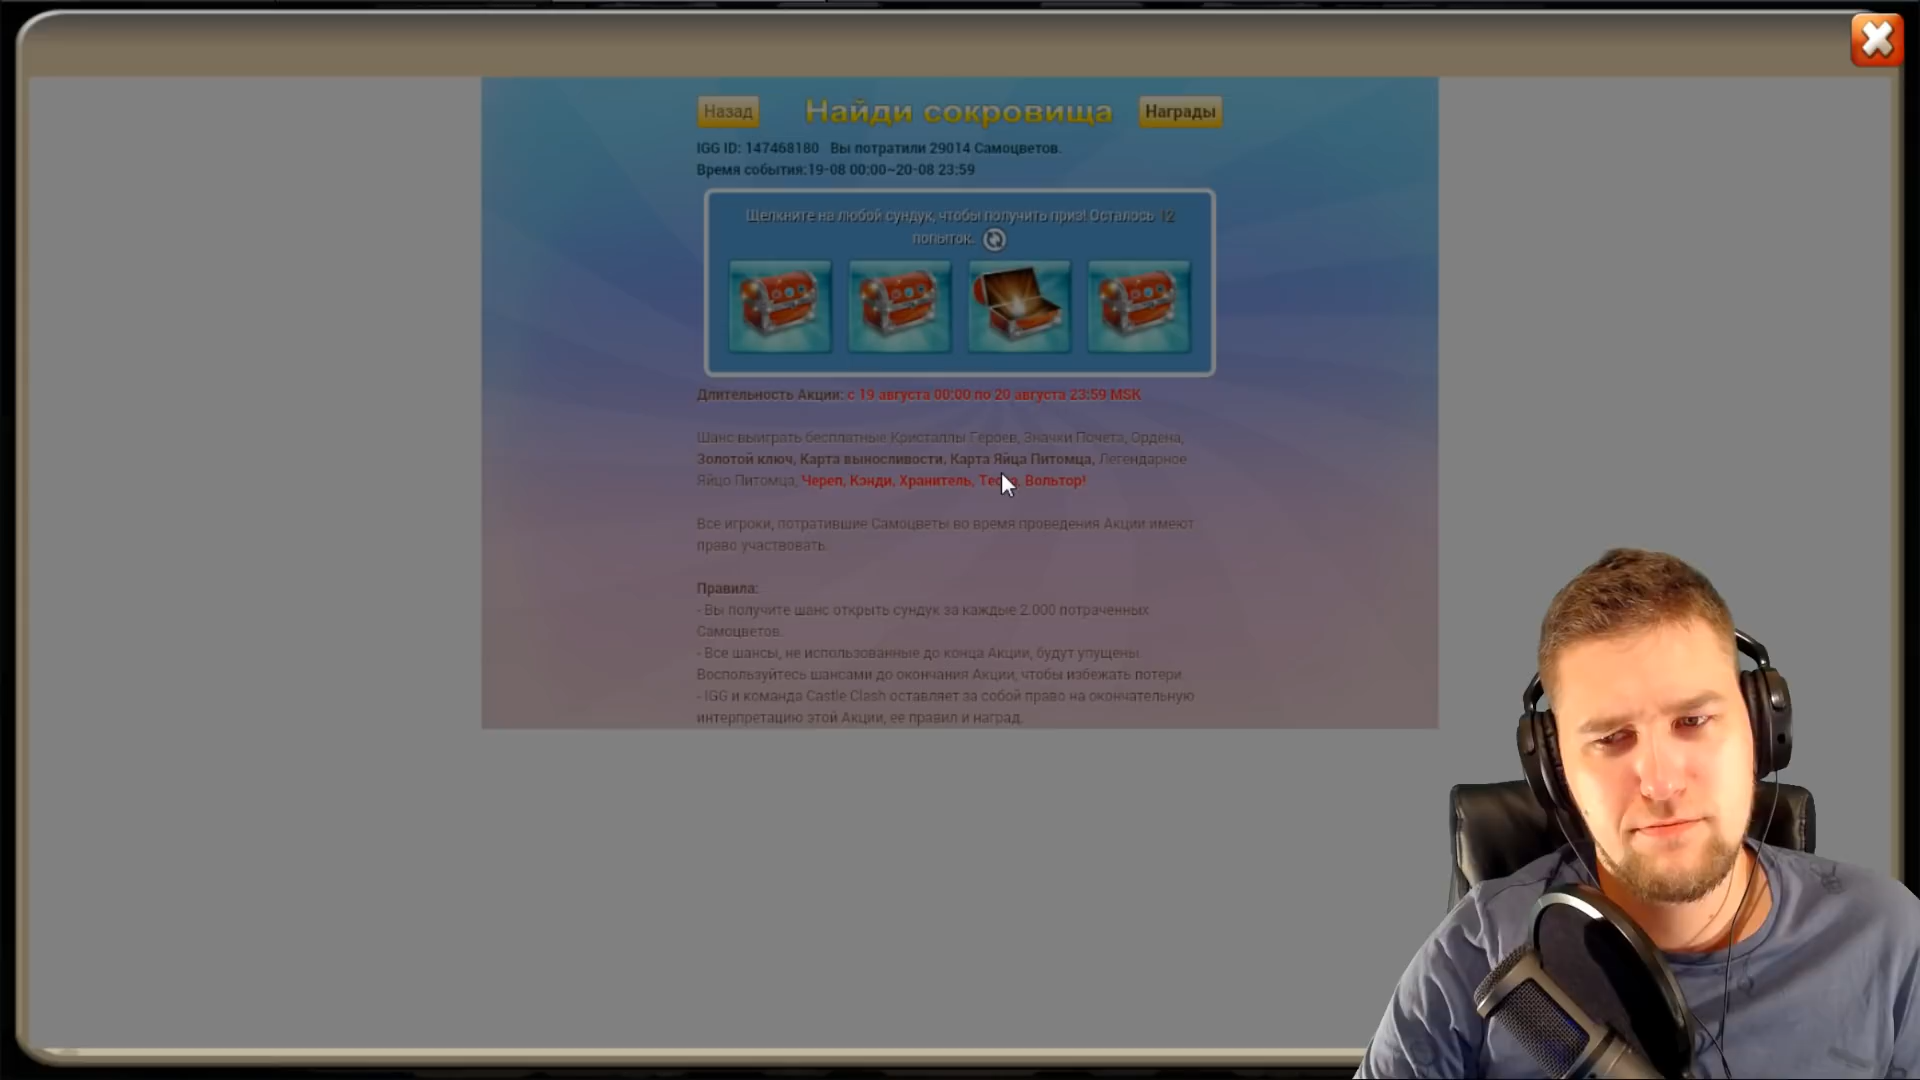 Назад
Найди сокровища
Награды
IGG ID: 147468180 Вы потратили 29014 Самоцветов.
Время события:19-08 00:00~20-08 23:59
Щелкните на любой сундук, чтобы получить приз! Осталось 12
попыток.
Длительность Акции: с 19 августа 00:00 по 20 августа 23:59 MSK
Шанс выиграть бесплатные Кристаллы Героев, Значки Почета, Ордена,
Золотой ключ, Карта выносливости, Карта Яйца Питомца, Легендарное
Яйцо Питомца, Череп, Кэнди, Хранитель, Вольтор!
Все игроки, потратившие Самоцветы во время проведения Акции имеют
право участвовать.
Правила:
- Вы получите шанс открыть сундук за каждые 2.000 потраченных
Самоцветов.
- Все шансы, не использованные до конца Акции, будут упущены.
Воспользуйтесь шансами до окончания Акции, чтобы избежать потери.
- IGG и команда Castle Clash оставляет за собой право на окончательную
интерпретацию этой Акции, ее правил и наград.